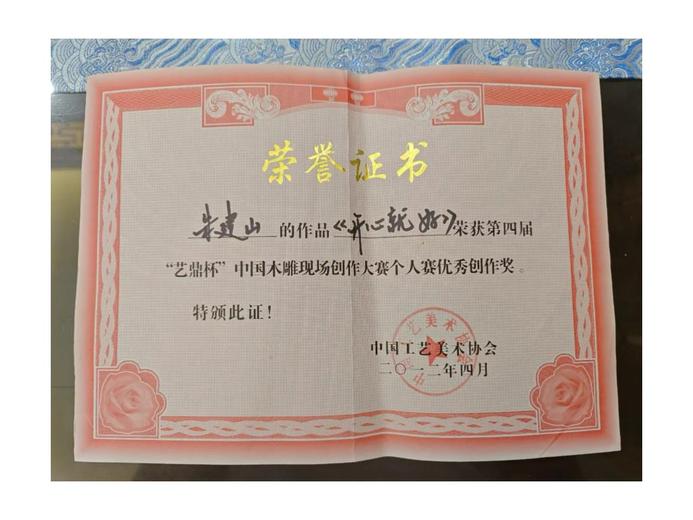 荣誉证书
朱建山的作品《开心就好》荣获第四届
“艺鼎杯”中国木雕现场创作大赛个人赛优秀创作奖。
特颁此证！
中国工艺美术协会
二〇一二年四月